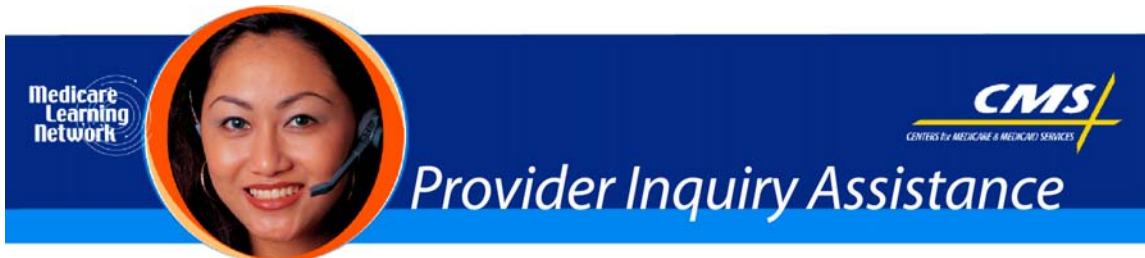 Medicare
Learning
Network
CMS
CENTERS for MEDICARE & MEDICAID SERVICES
Provider Inquiry Assistance